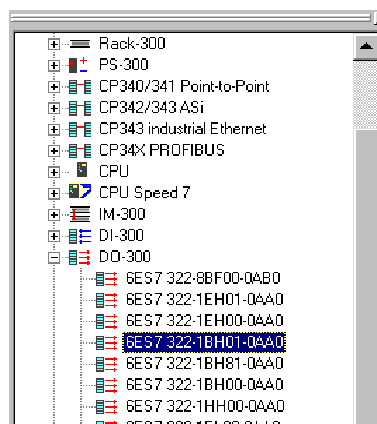 Rack-300
PS-300
CP340/341 Point-to-Point
CP342/343 ASi
CP343 industrial Ethernet
CP34X PROFIBUS
CPU
CPU Speed 7
IM-300
DI-300
DO-300
6ES7 322-8BF00-0AB0
6ES7 322-1EH01-0AA0
6ES7 322-1EH00-0AA0
6ES7 322-1BH01-0AA0
6ES7 322-1BH81-0AA0
6ES7 322-1BH00-0AA0
6ES7 322-1HH00-0AA0